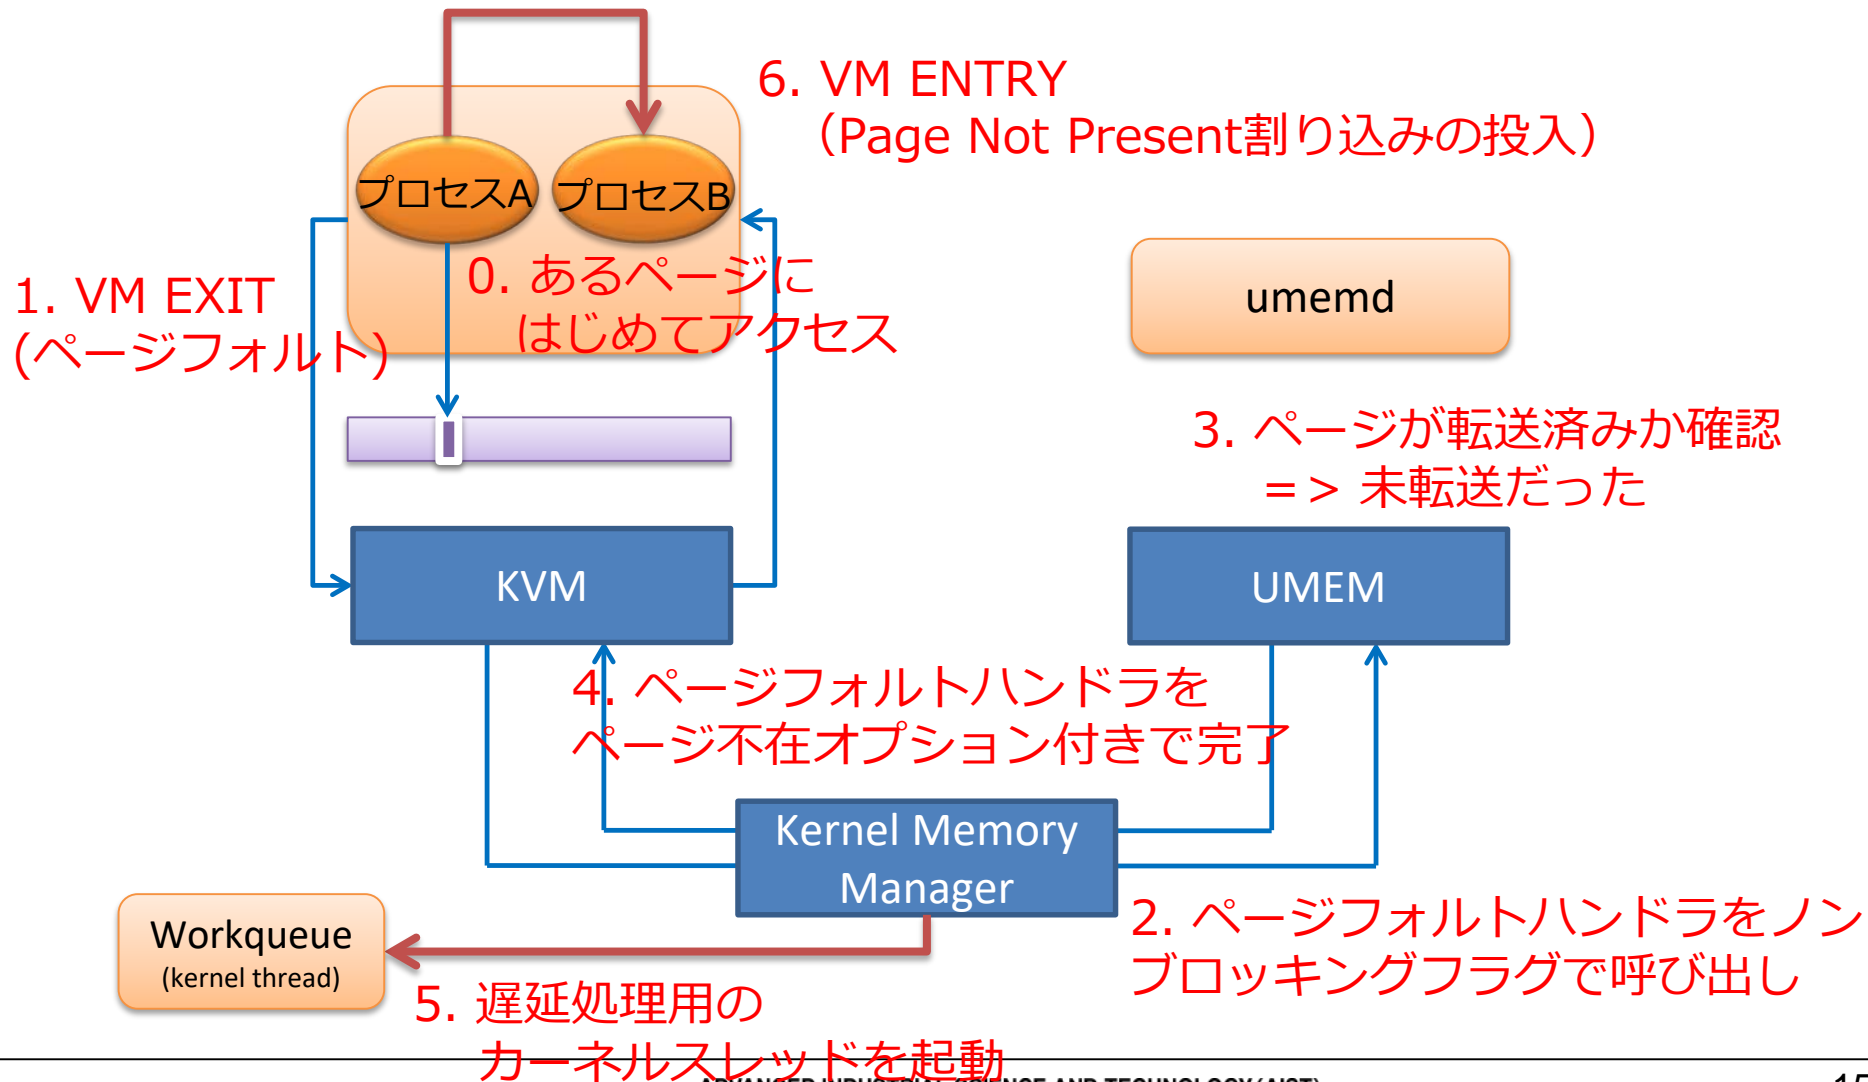 6. VM ENTRY
（Page Not Present割り込みの投入）
プロセスA
プロセスB
0. あるページに
はじめてアクセス
1. VM EXIT
(ページフォルト)
umemd
3. ページが転送済みか確認
=> 未転送だった
KVM
UMEM
4. ページフォルトハンドラを
ページ不在オプション付きで完了
Kernel Memory
Manager
2. ページフォルトハンドラをノン
ブロッキングフラグで呼び出し
Workqueue
(kernel thread)
5. 遅延処理用の
カーネルスレッドを起動
ADVANCED INDUSTRIAL SCIENCE AND TECHNOLOGY (AIST)
15